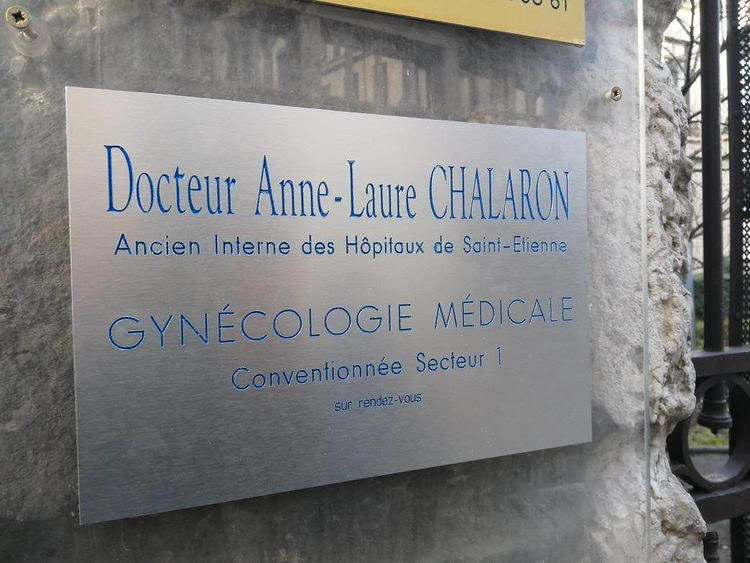 Docteur Anne-Laure CHALARON
Ancien Interne des Hôpitaux de Saint-Etienne
GYNÉCOLOGIE MÉDICALE
Conventionnée Secteur 1
sur rendez-vous